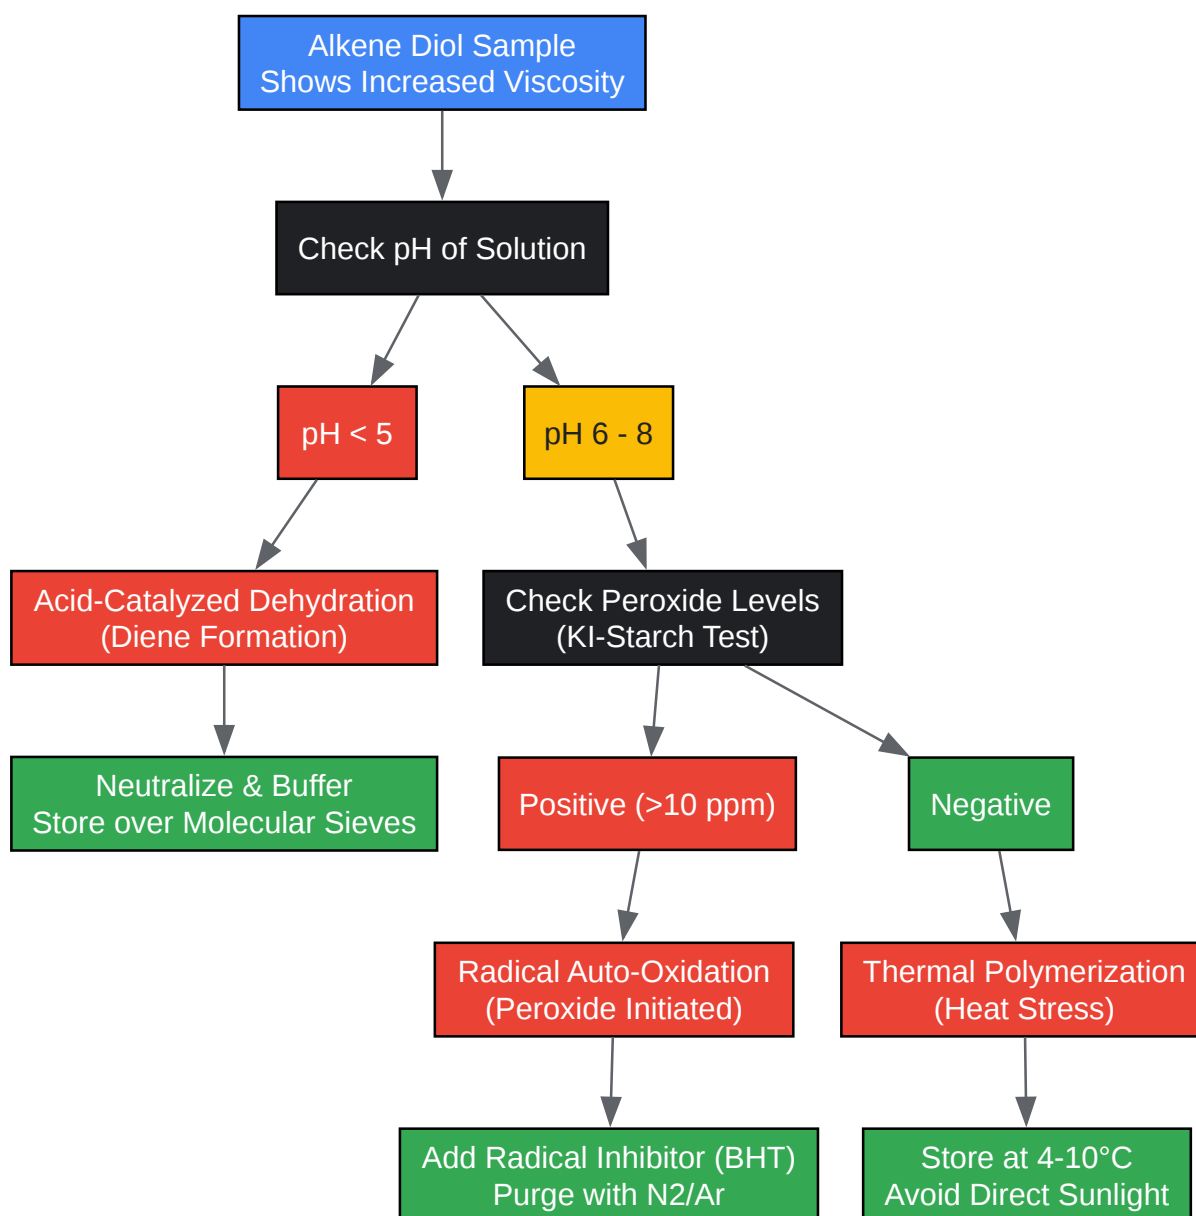 Alkene Diol Sample
Shows Increased Viscosity
Check pH of Solution
pH < 5
pH 6 - 8
Acid-Catalyzed Dehydration
(Diene Formation)
Check Peroxide Levels
(KI-Starch Test)
Neutralize & Buffer
Store over Molecular Sieves
Positive (>10 ppm)
Negative
Radical Auto-Oxidation
(Peroxide Initiated)
Thermal Polymerization
(Heat Stress)
Add Radical Inhibitor (BHT)
Purge with N2/Ar
Store at 4-10°C
Avoid Direct Sunlight